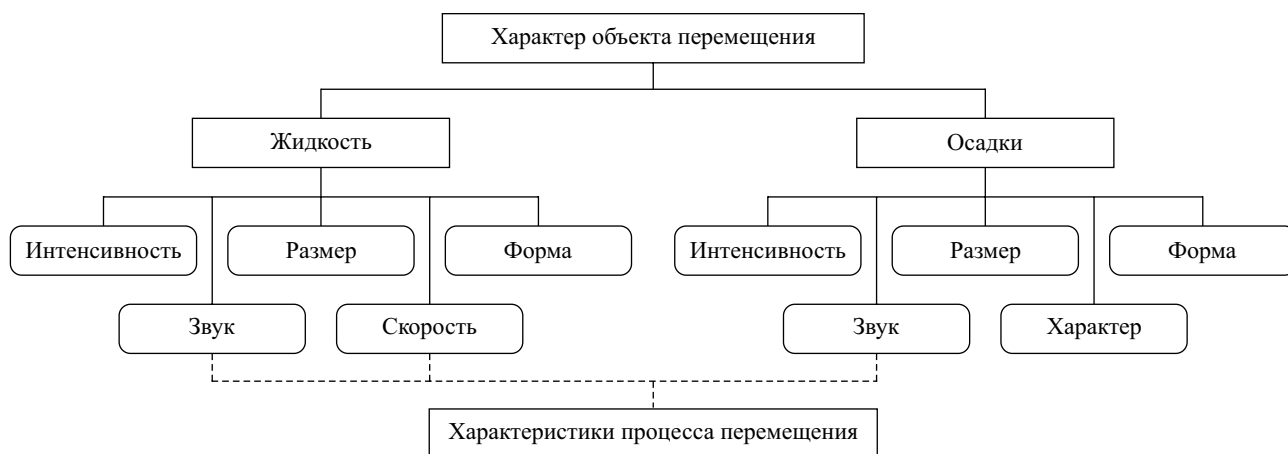 Характер объекта перемещения
Жидкость
Осадки
Интенсивность
Размер
Форма
Интенсивность
Размер
Форма
Звук
Скорость
Звук
Характер
Характеристики процесса перемещения